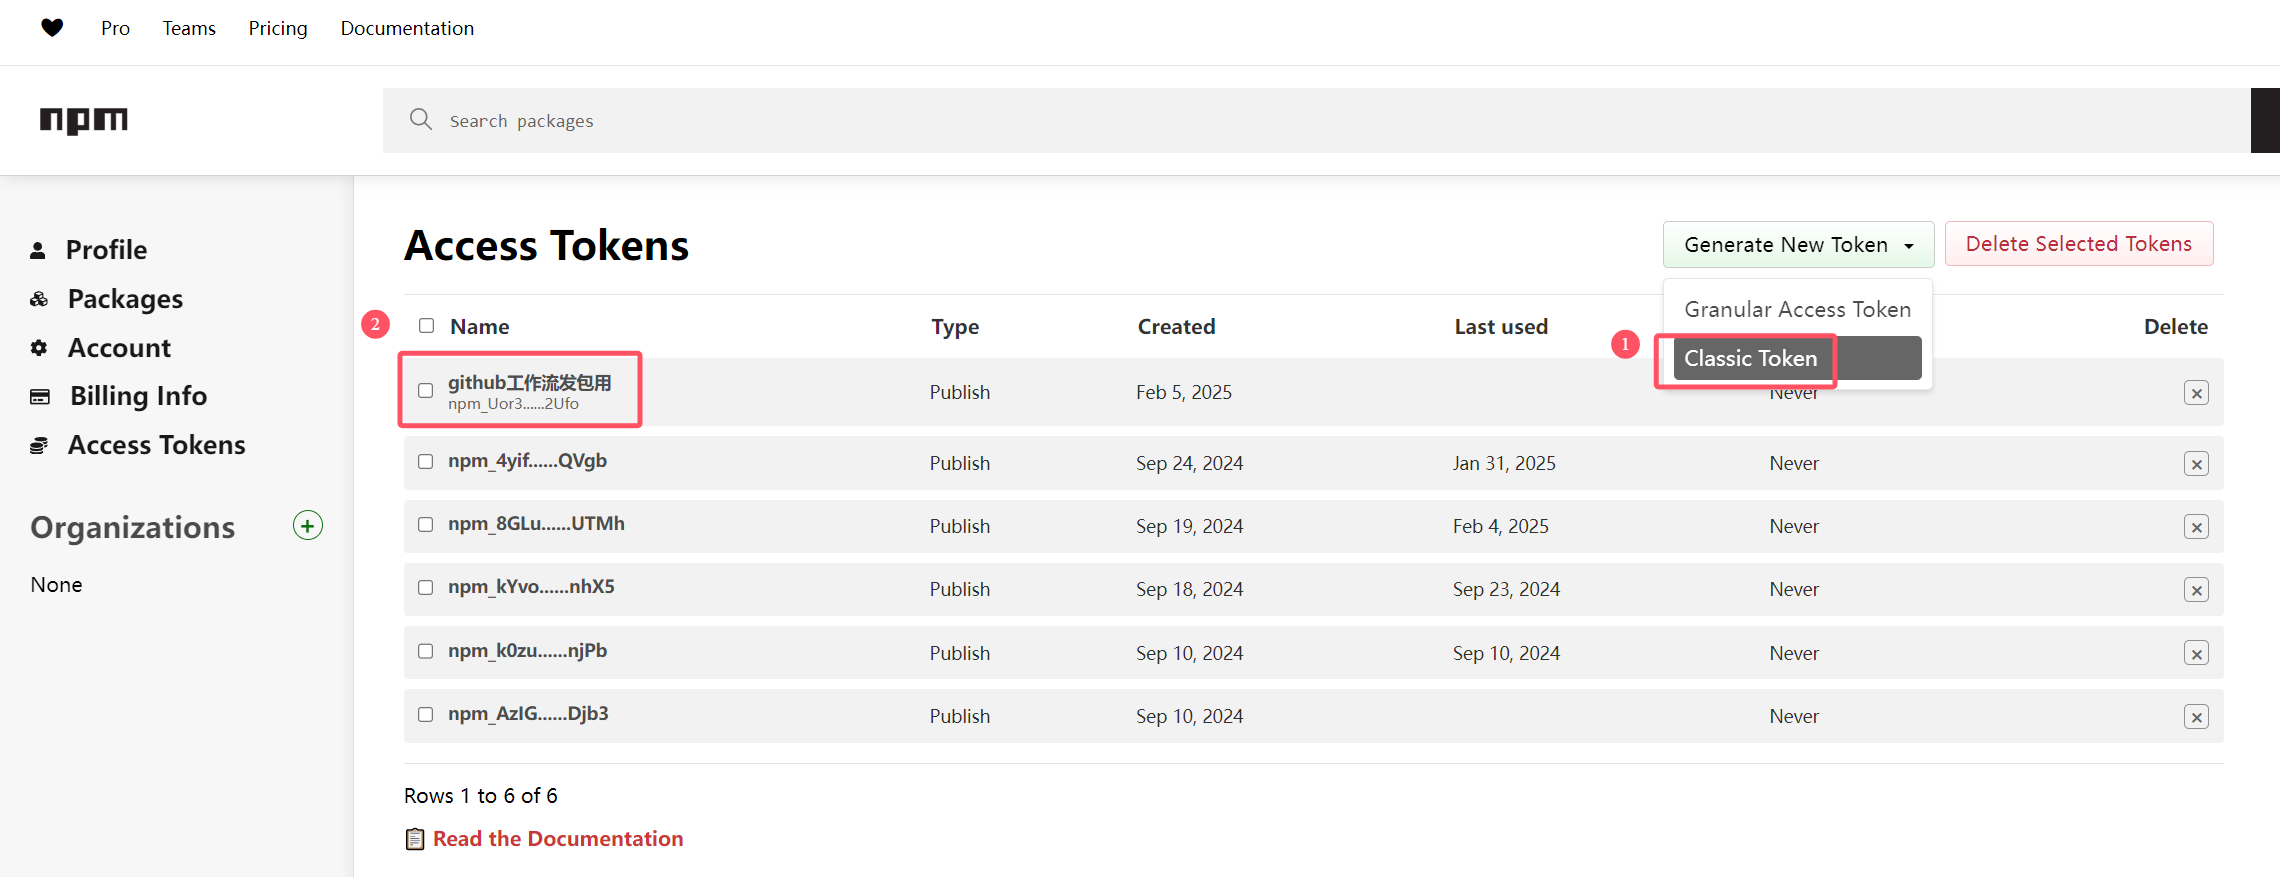 Pro Teams Pricing Documentation
npm
Search packages
Profile
Packages
Account
Billing Info
Access Tokens
Organizations
None
Access Tokens
Generate New Token
Delete Selected Tokens
Granular Access Token
1 Classic Token
2
Name Type Created Last used Delete
github工作流发包用
npm_Uor3......2Ufo
Publish Feb 5, 2025 Never
npm_4yif......QVgb Publish Sep 24, 2024 Jan 31, 2025 Never
npm_8GLu......UTMh Publish Sep 19, 2024 Feb 4, 2025 Never
npm_kYvo......nhX5 Publish Sep 18, 2024 Sep 23, 2024 Never
npm_k0zu......njPb Publish Sep 10, 2024 Sep 10, 2024 Never
npm_AzIG......Djb3 Publish Sep 10, 2024 Never
Rows 1 to 6 of 6
Read the Documentation